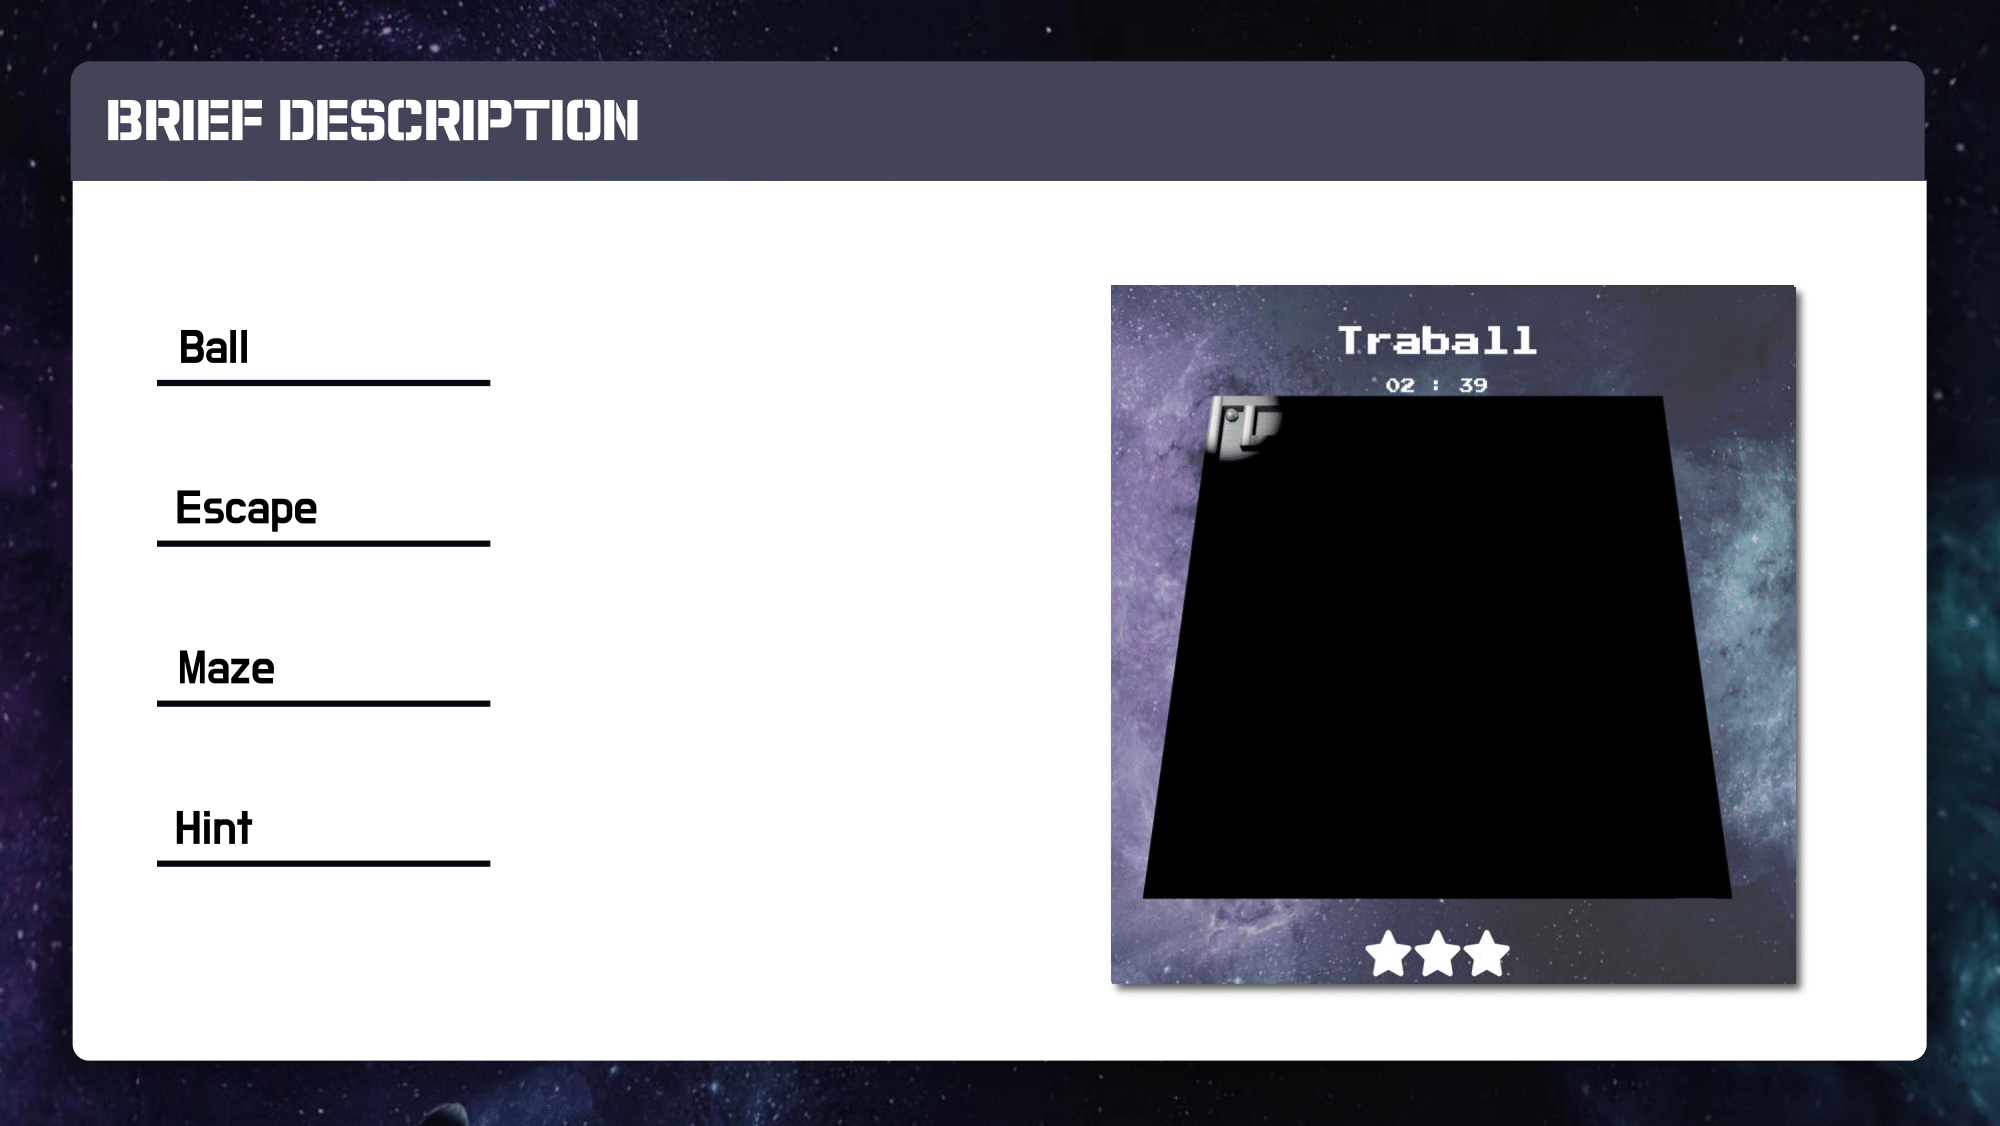 BRIEF DESCRIPTION
Ball
Escape
Maze
Hint
Traball
02 : 39